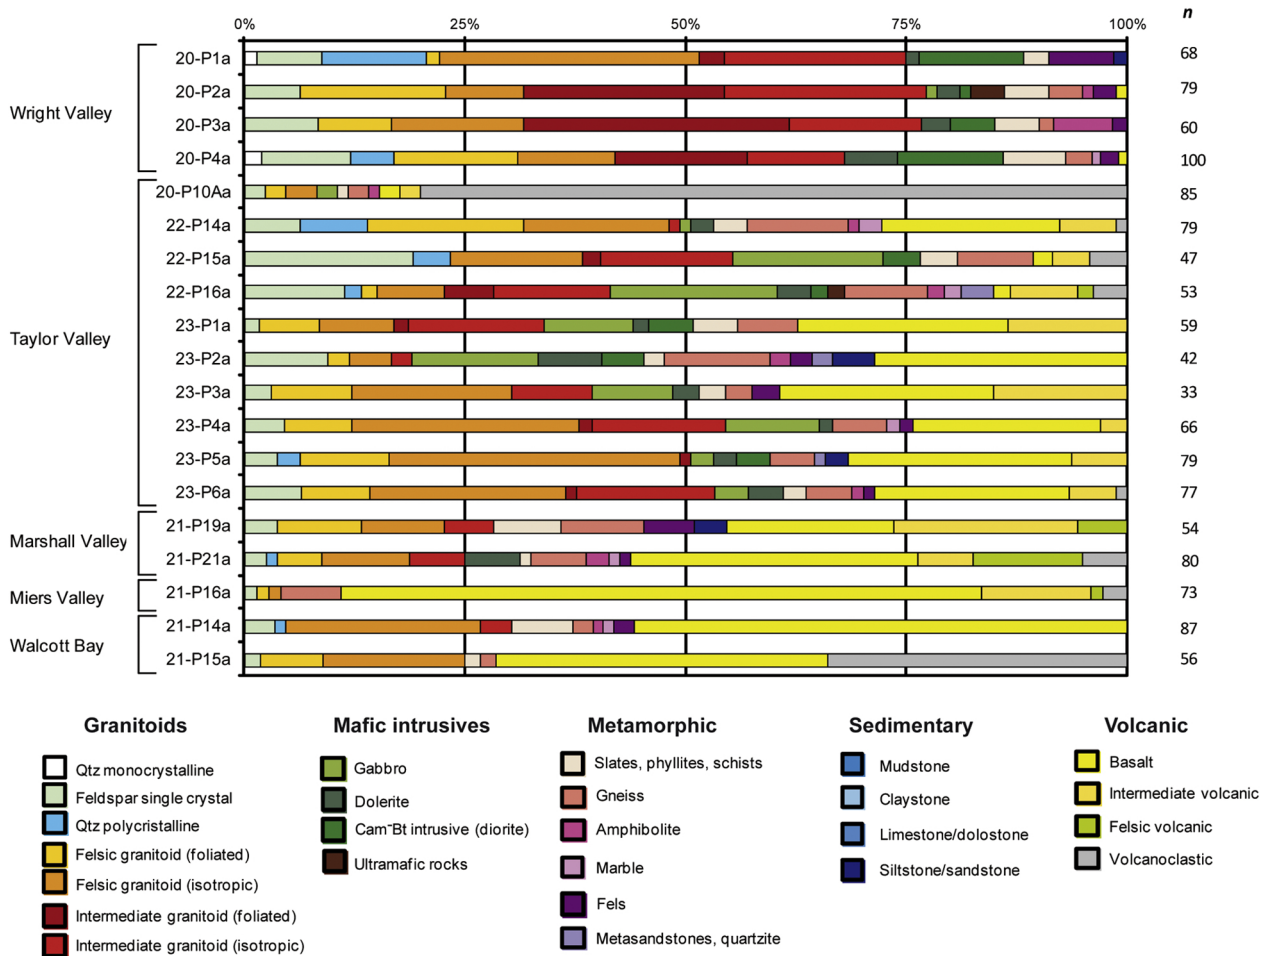 0% 25% 50% 75% 100% n
Wright Valley
20-P1a 68
20-P2a 79
20-P3a 60
20-P4a 100
Taylor Valley
20-P10Aa 85
22-P14a 79
22-P15a 47
22-P16a 53
23-P1a 59
23-P2a 42
23-P3a 33
23-P4a 66
23-P5a 79
23-P6a 77
Marshall Valley
21-P19a 54
21-P21a 80
Miers Valley
21-P16a 73
Walcott Bay
21-P14a 87
21-P15a 56
Granitoids
Qtz monocrystalline
Feldspar single crystal
Qtz polycristalline
Felsic granitoid (foliated)
Felsic granitoid (isotropic)
Intermediate granitoid (foliated)
Intermediate granitoid (isotropic)
Mafic intrusives
Gabbro
Dolerite
Cam-Bt intrusive (diorite)
Ultramafic rocks
Metamorphic
Slates, phyllites, schists
Gneiss
Amphibolite
Marble
Fels
Metasandstones, quartzite
Sedimentary
Mudstone
Claystone
Limestone/dolostone
Siltstone/sandstone
Volcanic
Basalt
Intermediate volcanic
Felsic volcanic
Volcanoclastic